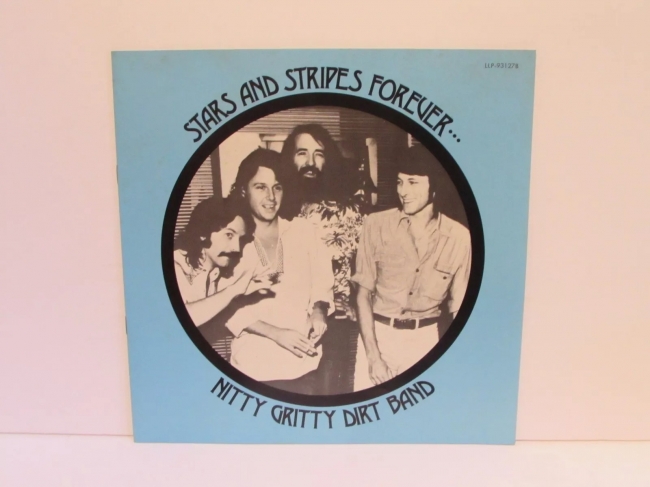 LLP-93127B
STARS AND STRIPES FOREVER...
NITTY GRITTY DIRT BAND